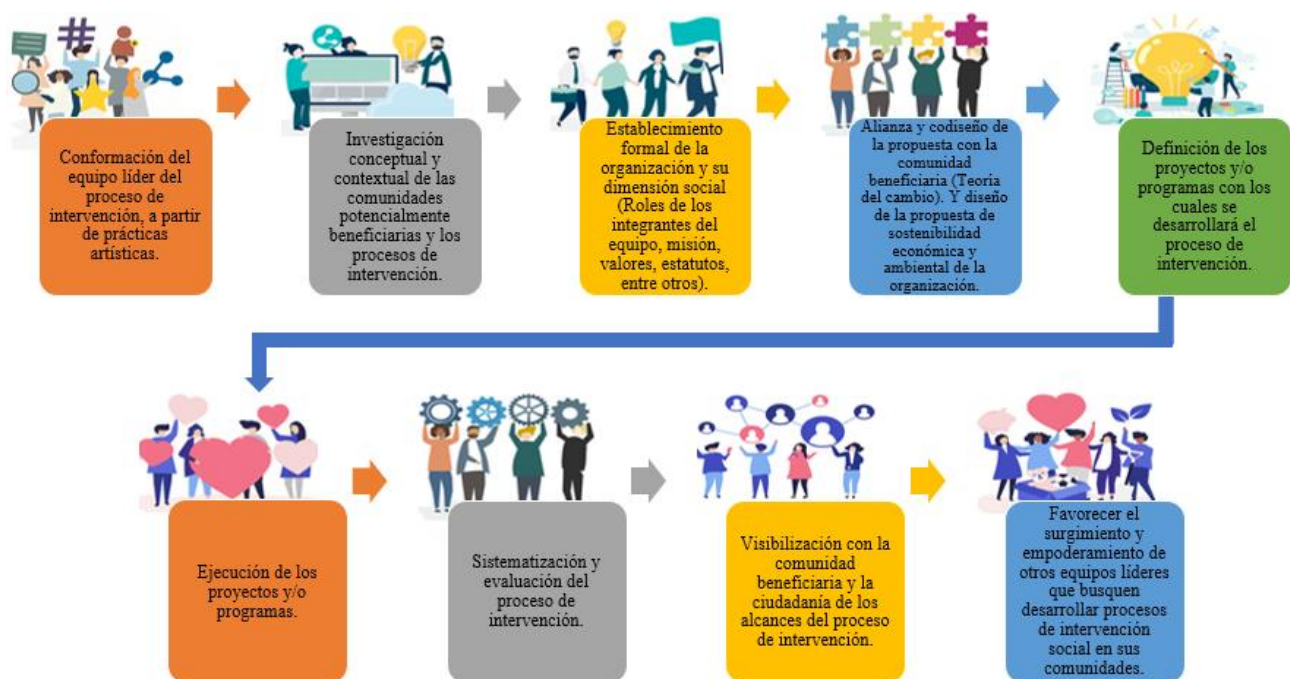 #
Conformación del
equipo líder del
proceso de
intervención, a partir
de prácticas
artísticas.
Investigación
conceptual y
contextual de las
comunidades
potencialmente
beneficiarias y los
procesos de
intervención.
Establecimiento
formal de la
organización y su
dimensión social
(Roles de los
integrantes del
equipo, misión,
valores, estatutos,
entre otros).
Alianza y codiseño de
la propuesta con la
comunidad
beneficiaria (Teoría
del cambio). Y diseño
de la propuesta de
sostenibilidad
económica y
ambiental de la
organización.
Definición de los
proyectos y/o
programas con los
cuales se
desarrollará el
proceso de
intervención.
Ejecución de los
proyectos y/o
programas.
Sistematización y
evaluación del
proceso de
intervención.
Visibilización con la
comunidad
beneficiaria y la
ciudadanía de los
alcances del proceso
de intervención.
Favorecer el
surgimiento y
empoderamiento de
otros equipos líderes
que busquen
desarrollar procesos
de intervención
social en sus
comunidades.